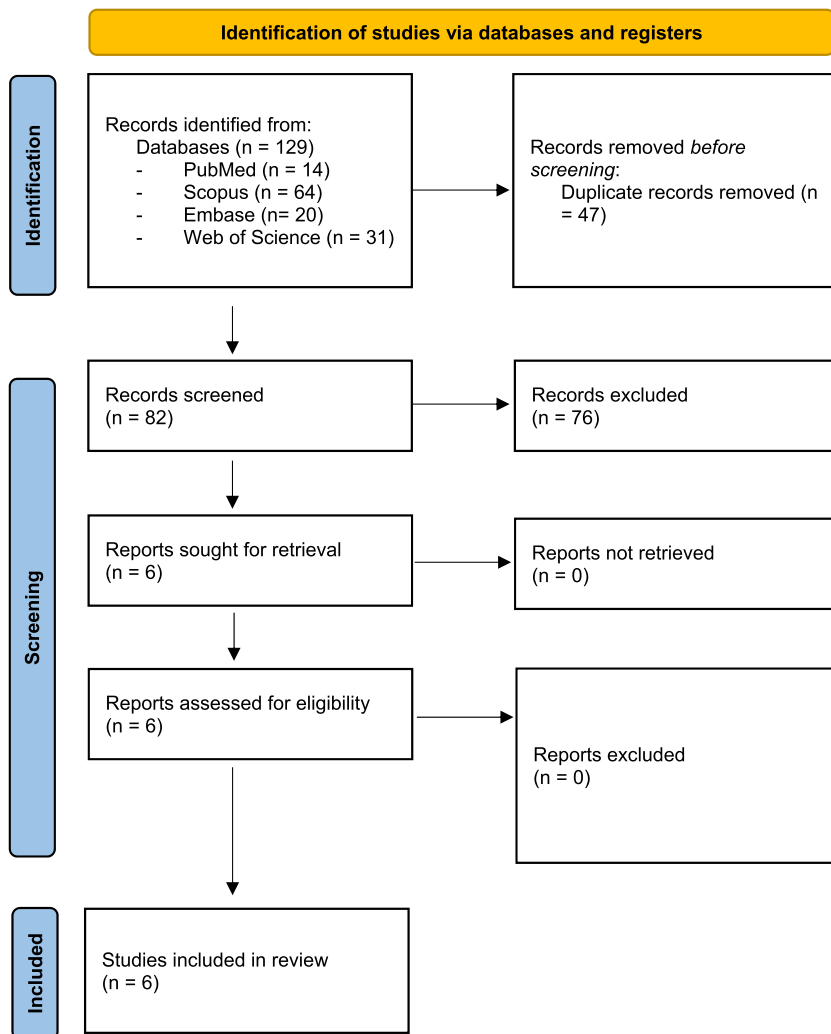 Identification of studies via databases and registers
Identification
Records identified from:
Databases (n = 129)
- PubMed (n = 14)
- Scopus (n = 64)
- Embase (n= 20)
- Web of Science (n = 31)
Records removed before
screening:
Duplicate records removed (n
= 47)
Screening
Records screened
(n = 82)
Records excluded
(n = 76)
Reports sought for retrieval
(n = 6)
Reports not retrieved
(n = 0)
Reports assessed for eligibility
(n = 6)
Reports excluded
(n = 0)
Included
Studies included in review
(n = 6)